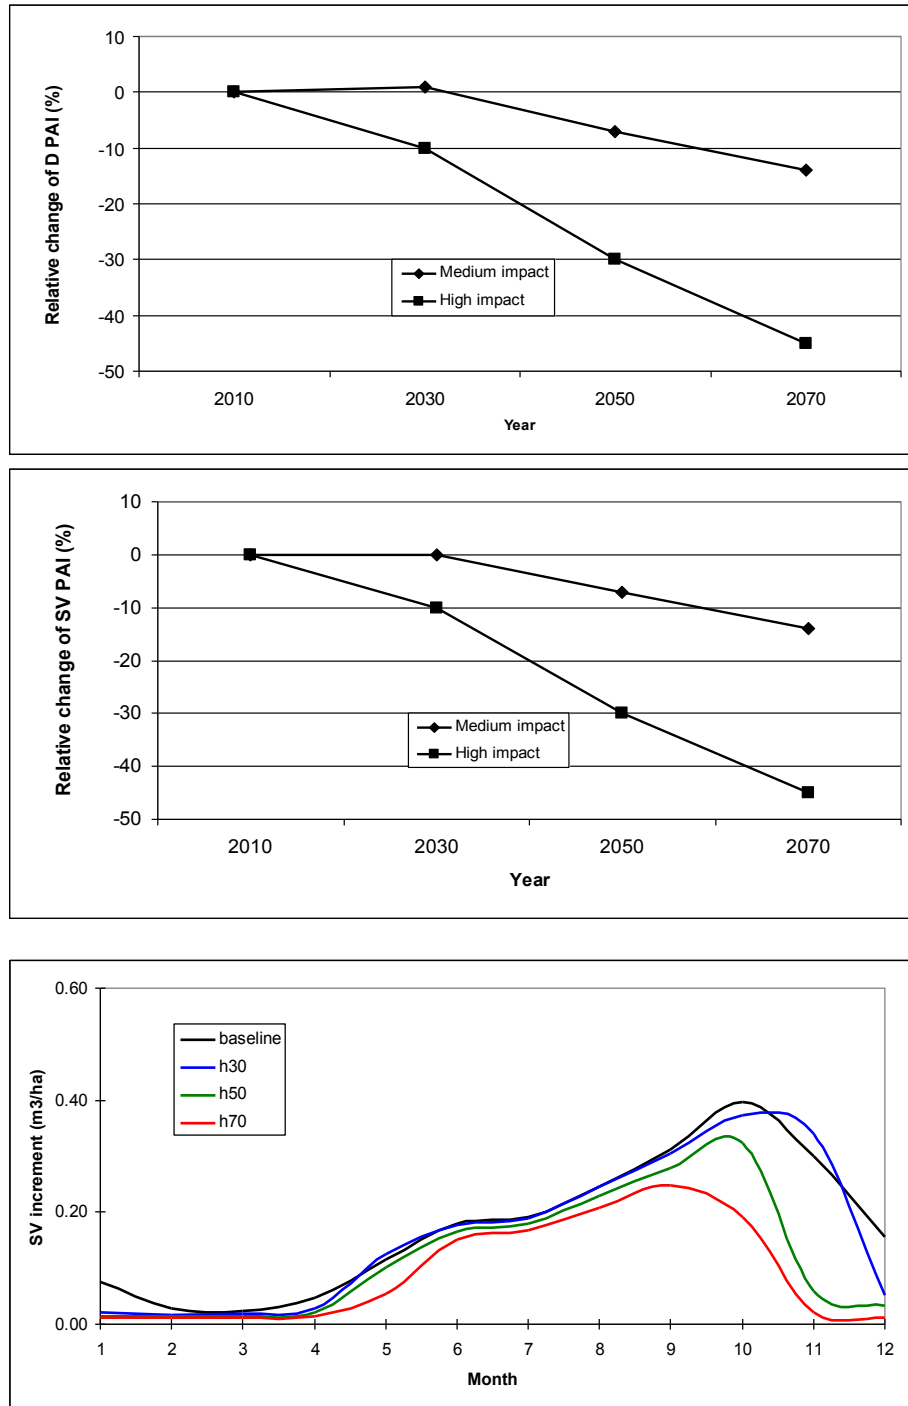 Relative change of D PAI (%)
10
0
-10
-20
-30
-40
-50
Medium impact
High impact
2010 2030 2050 2070
Year
Relative change of SV PAI (%)
10
0
-10
-20
-30
-40
-50
Medium impact
High impact
2010 2030 2050 2070
Year
SV increment (m3/ha)
0.60
0.40
0.20
0.00
baseline
h30
h50
h70
1 2 3 4 5 6 7 8 9 10 11 12
Month